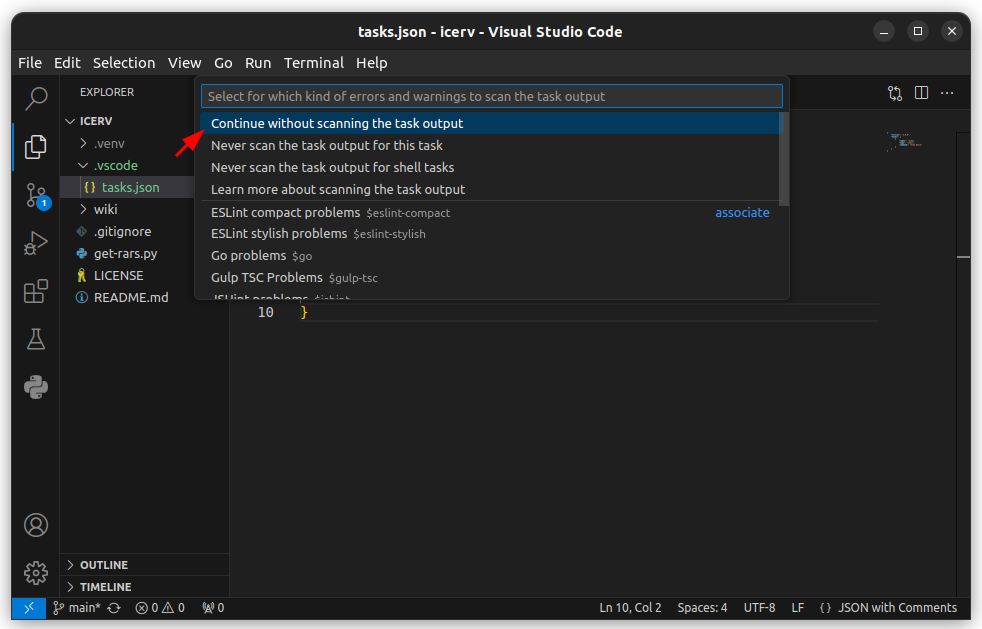 tasks.json - icerv - Visual Studio Code
File Edit Selection View Go Run Terminal Help
EXPLORER
Select for which kind of errors and warnings to scan the task output
Continue without scanning the task output
Never scan the task output for this task
Never scan the task output for shell tasks
Learn more about scanning the task output
ESLint compact problems $eslint-compact associate
ESLint stylish problems $eslint-stylish
Go problems $go
Gulp TSC Problems $gulp-tsc
JSHint problems $jshint
ICERV
.venv
.vscode
{} tasks.json
wiki
.gitignore
get-rars.py
LICENSE
README.md
1
10 }
OUTLINE
TIMELINE
main* 0 0 0 Ln 10, Col 2 Spaces: 4 UTF-8 LF {} JSON with Comments